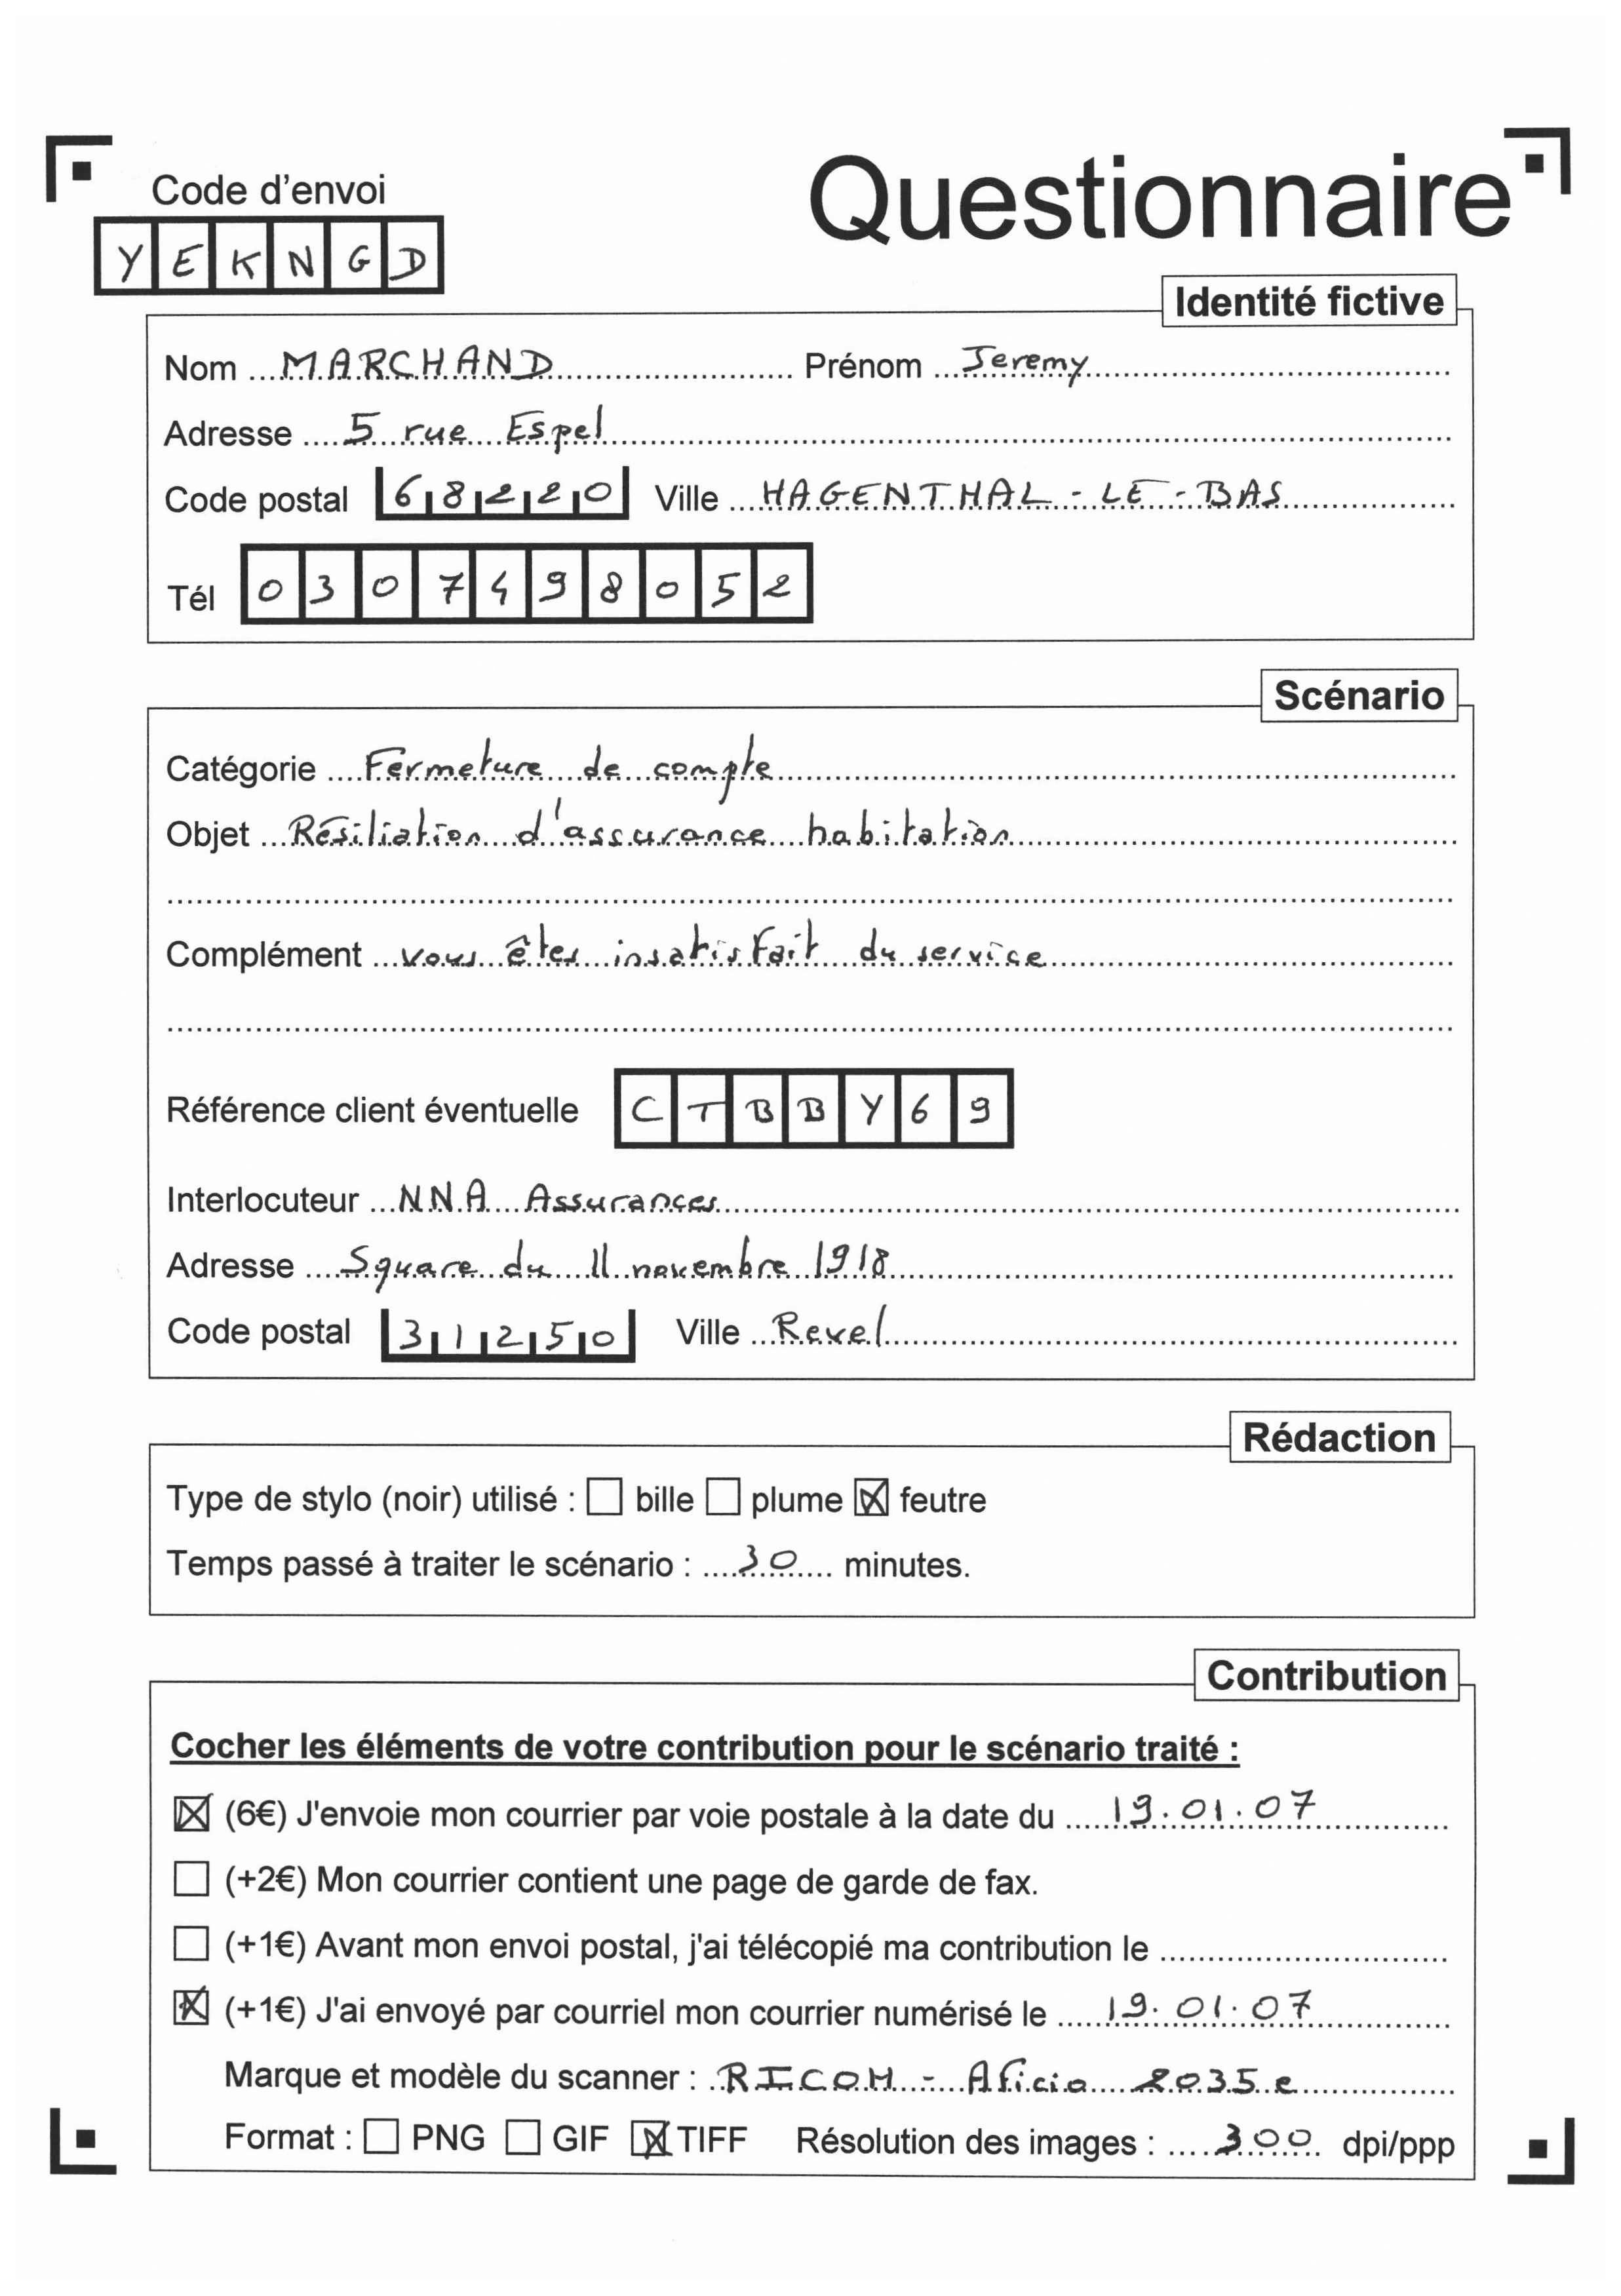 Code d'envoi
Questionnaire
YEKNGD
Identité fictive
Nom MARCHAND Prénom Jeremy
Adresse 5 rue Espel
Code postal 68220 Ville HAGENTHAL-LE-BAS
Tél 0307498052
Scénario
Catégorie Fermeture de compte
Objet Résiliation d'assurance habitation
Complément vous êtes insatisfait du service
Référence client éventuelle CTBBY69
Interlocuteur NNA Assurances
Adresse Square du 11 novembre 1918
Code postal 31250 Ville Revel
Rédaction
Type de stylo (noir) utilisé : ☐ bille ☐ plume ☒ feutre
Temps passé à traiter le scénario : 30 minutes.
Contribution
Cocher les éléments de votre contribution pour le scénario traité :
☒ (6€) J'envoie mon courrier par voie postale à la date du 19.01.07
☐ (+2€) Mon courrier contient une page de garde de fax.
☐ (+1€) Avant mon envoi postal, j'ai télécopié ma contribution le
☒ (+1€) J'ai envoyé par courriel mon courrier numérisé le 19.01.07
Marque et modèle du scanner : RICOH - Aficio 2035e
Format : ☐ PNG ☐ GIF ☒ TIFF Résolution des images : 300 dpi/ppp